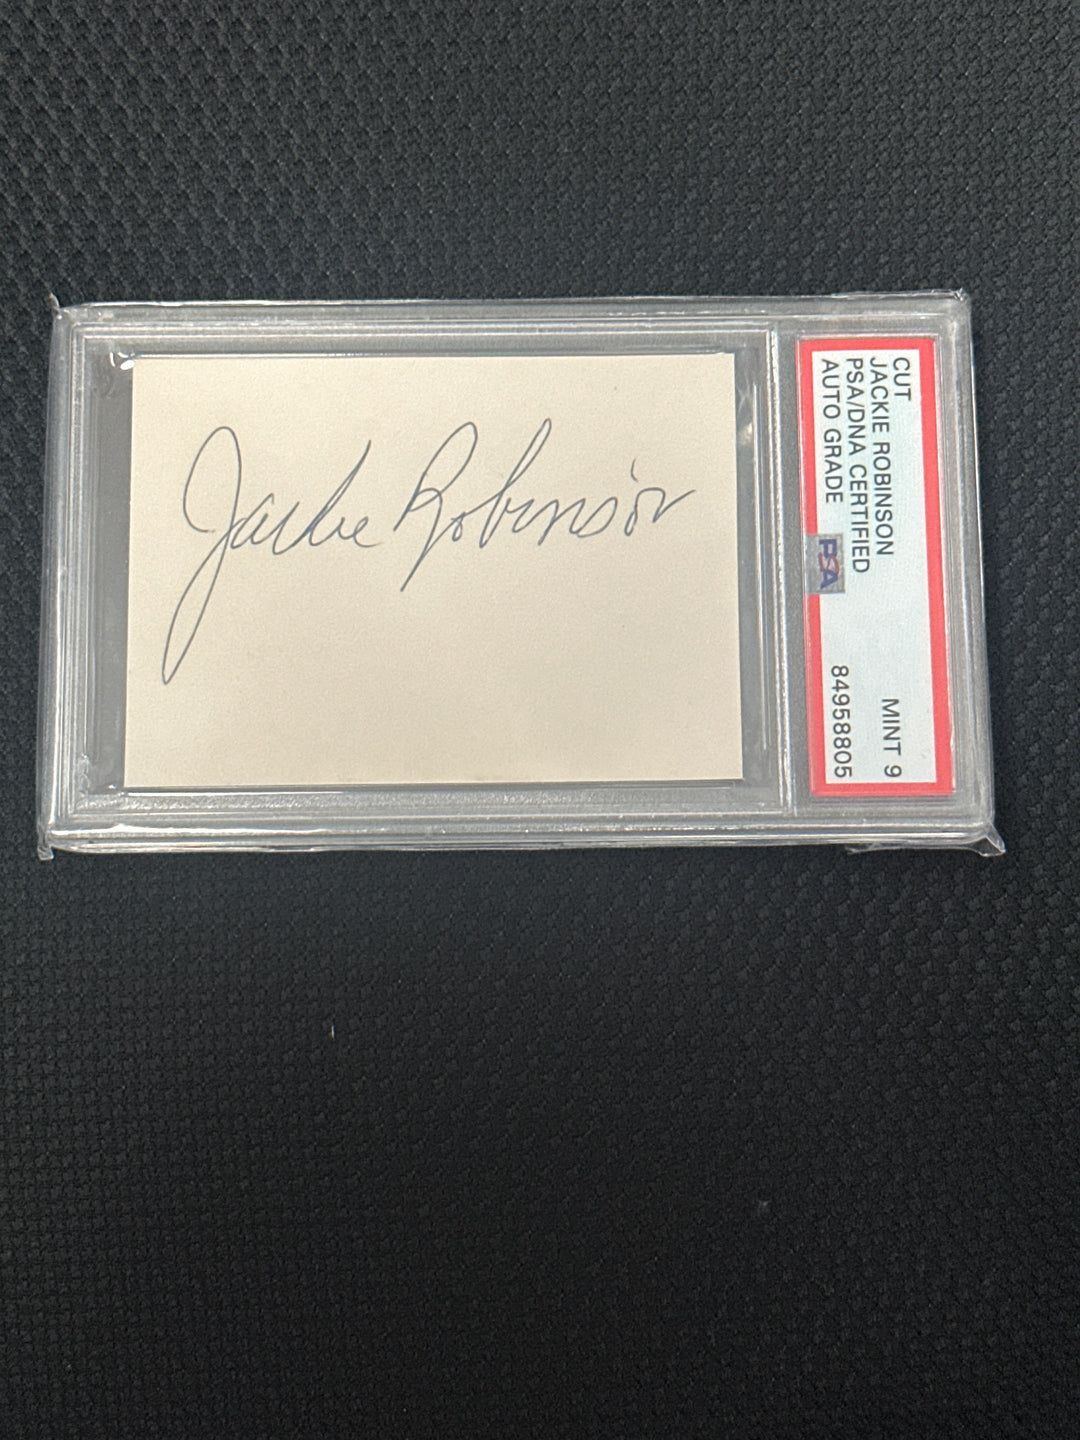 Jackie Robinson
CUT
JACKIE ROBINSON
PSA/DNA CERTIFIED
AUTO GRADE
MINT 9
84958805
PSA